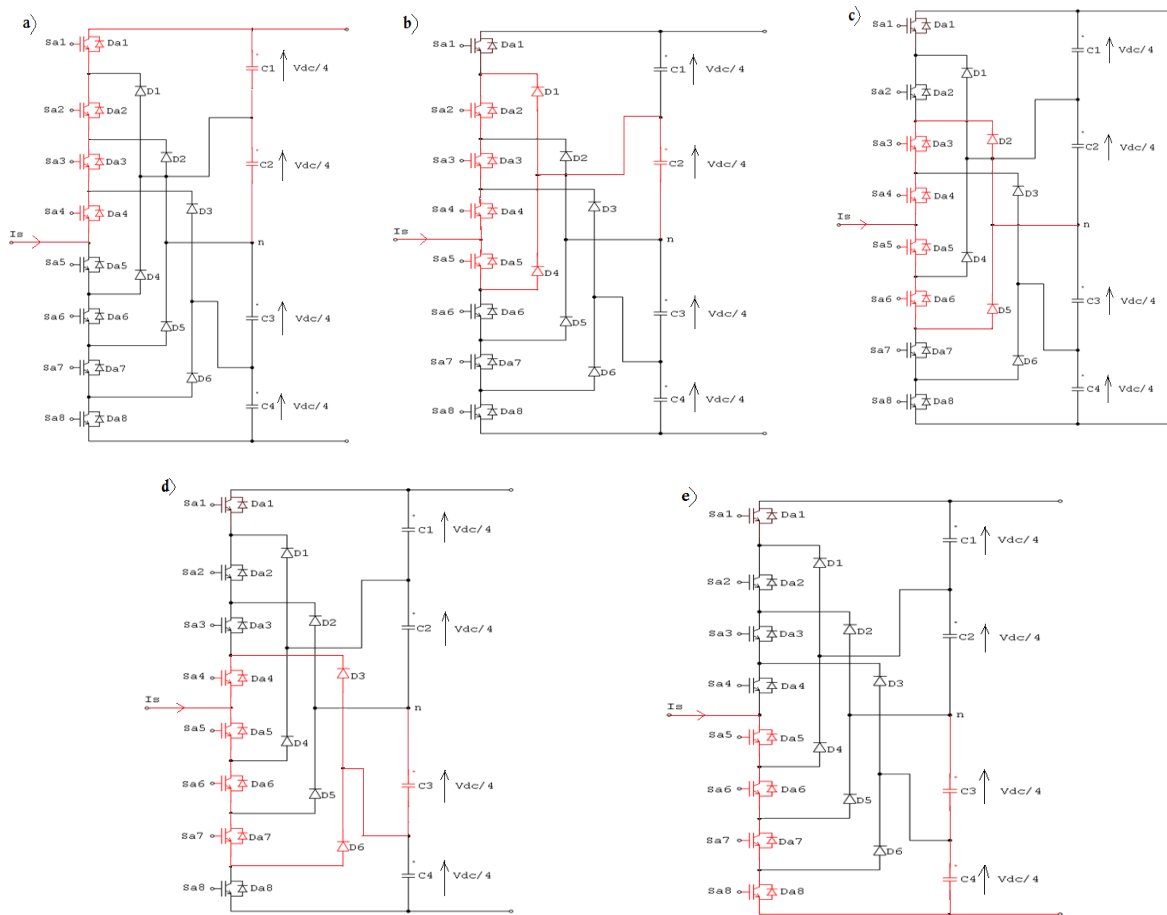 a)
Sa1 Da1
C1 Vdc/4
D1
Sa2 Da2
Sa3 Da3 D2 C2 Vdc/4
Sa4 Da4 D3
Is n
Sa5 Da5 D4
Sa6 Da6 D5 C3 Vdc/4
Sa7 Da7 D6
Sa8 Da8 C4 Vdc/4
b)
Sa1 Da1
C1 Vdc/4
D1
Sa2 Da2
Sa3 Da3 D2 C2 Vdc/4
Sa4 Da4 D3
Is n
Sa5 Da5 D4
Sa6 Da6 D5 C3 Vdc/4
Sa7 Da7 D6
Sa8 Da8 C4 Vdc/4
c)
Sa1 Da1
C1 Vdc/4
D1
Sa2 Da2
Sa3 Da3 D2 C2 Vdc/4
Sa4 Da4 D3
Is n
Sa5 Da5 D4
Sa6 Da6 D5 C3 Vdc/4
Sa7 Da7 D6
Sa8 Da8 C4 Vdc/4
d)
Sa1 Da1
C1 Vdc/4
D1
Sa2 Da2
Sa3 Da3 D2 C2 Vdc/4
Sa4 Da4 D3
Is n
Sa5 Da5 D4
Sa6 Da6 D5 C3 Vdc/4
Sa7 Da7 D6
Sa8 Da8 C4 Vdc/4
e)
Sa1 Da1
C1 Vdc/4
D1
Sa2 Da2
Sa3 Da3 D2 C2 Vdc/4
Sa4 Da4 D3
Is n
Sa5 Da5 D4
Sa6 Da6 D5 C3 Vdc/4
Sa7 Da7 D6
Sa8 Da8 C4 Vdc/4